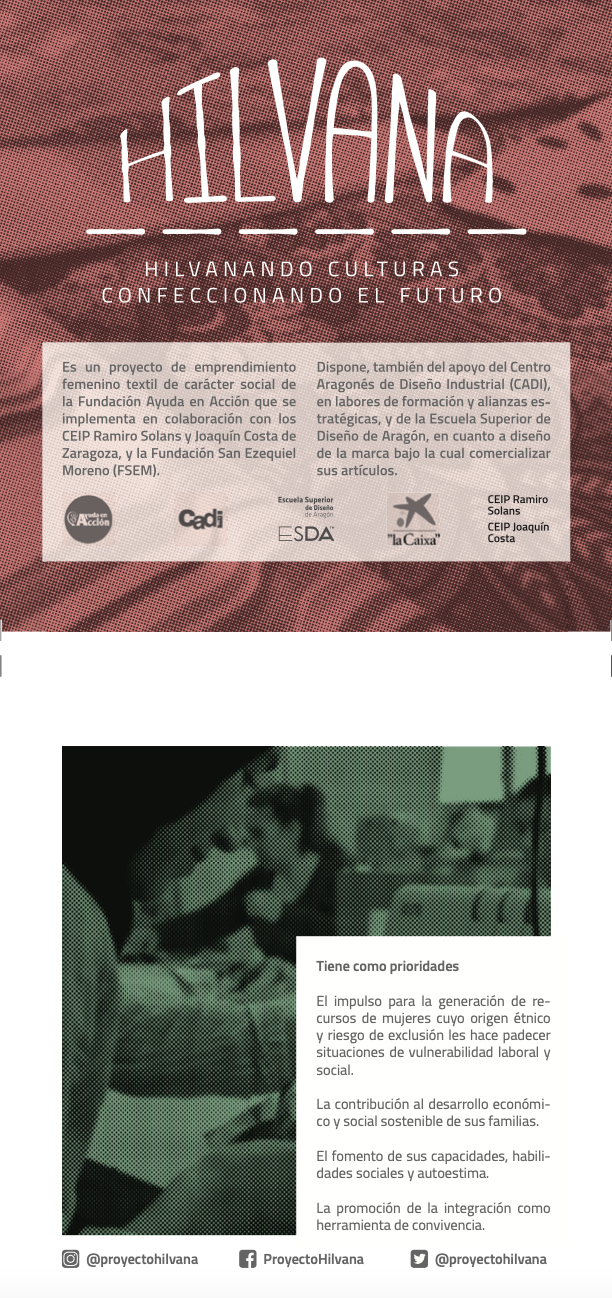 HILVANA
HILVANANDO CULTURAS
CONFECCIONANDO EL FUTURO
Es un proyecto de emprendimiento
femenino textil de carácter social de
la Fundación Ayuda en Acción que se
implementa en colaboración con los
CEIP Ramiro Solans y Joaquín Costa de
Zaragoza, y la Fundación San Ezequiel
Moreno (FSEM).
Dispone, también del apoyo del Centro
Aragonés de Diseño Industrial (CADI),
en labores de formación y alianzas es-
tratégicas, y de la Escuela Superior de
Diseño de Aragón, en cuanto a diseño
de la marca bajo la cual comercializar
sus artículos.
Ayuda en
Acción
Cadi
Escuela Superior
de Diseño
de Aragón
ESDA
"la Caixa"
CEIP Ramiro
Solans
CEIP Joaquín
Costa
Tiene como prioridades
El impulso para la generación de re-
cursos de mujeres cuyo origen étnico
y riesgo de exclusión les hace padecer
situaciones de vulnerabilidad laboral y
social.
La contribución al desarrollo económi-
co y social sostenible de sus familias.
El fomento de sus capacidades, habili-
dades sociales y autoestima.
La promoción de la integración como
herramienta de convivencia.
@proyectohilvana
ProyectoHilvana
@proyectohilvana